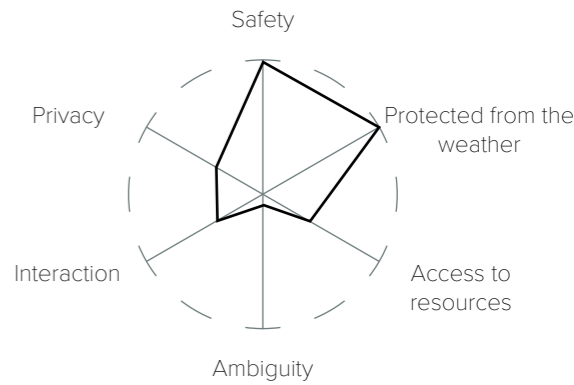 Safety
Privacy
Protected from the
weather
Interaction
Access to
resources
Ambiguity